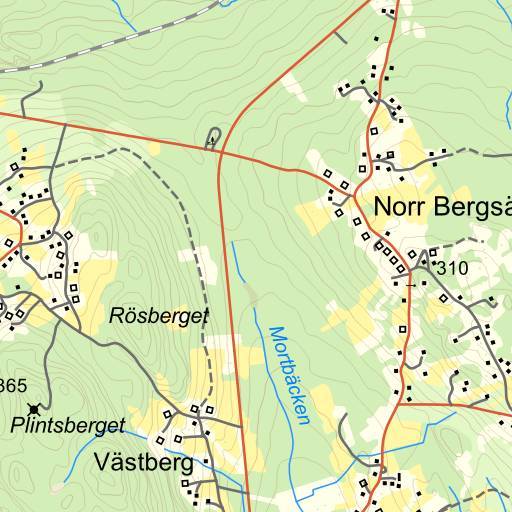 Norr Bergsä
310
Rösberget
Mortbäcken
365
Plintsberget
Västberg